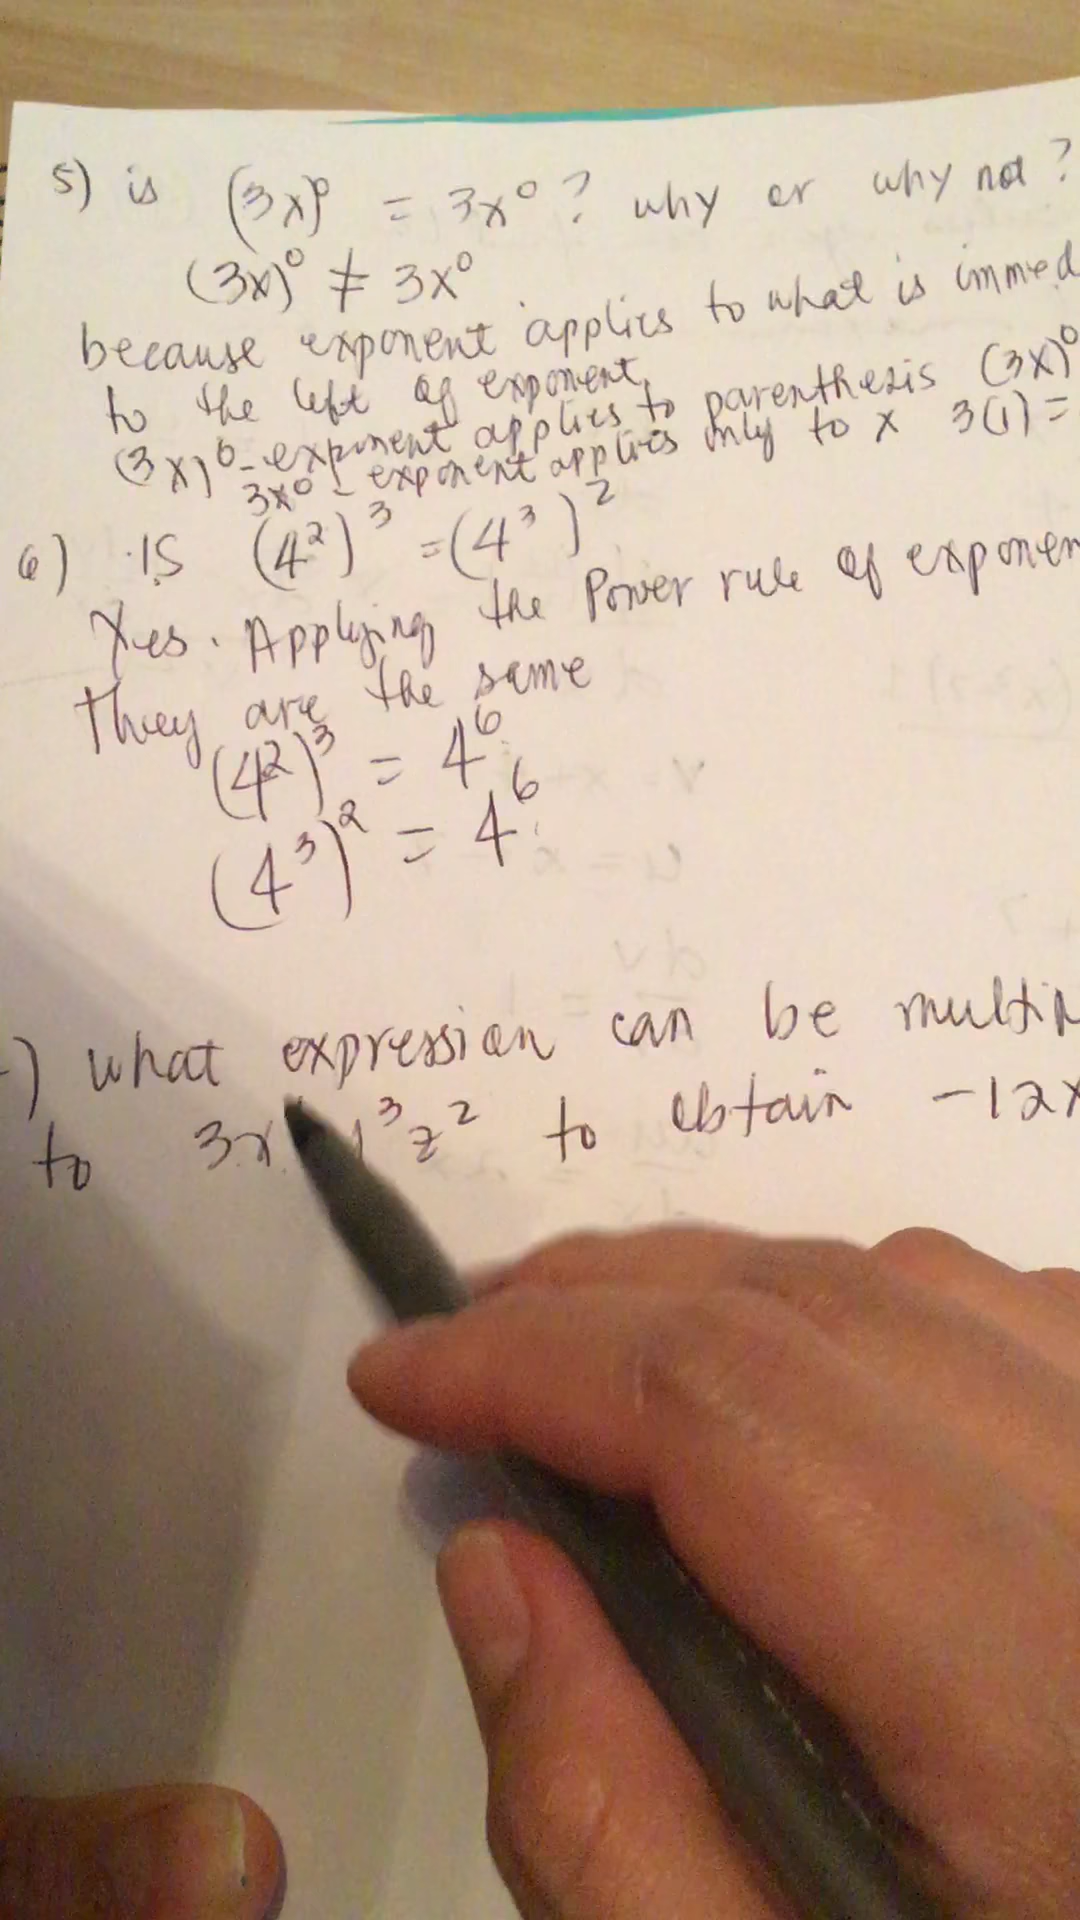 5) is (3x)⁰ = 3x⁰ ? why or why not ?
(3x)⁰ ≠ 3x⁰
because exponent applies to what is immed
to the left of exponent
(3x)⁰ - exponent applies to parenthesis (3x)⁰
3x⁰ - exponent applies only to x 3(1) =
6) IS (4²)³ = (4³)²
Yes. Applying the Power rule of exponen
they are the same
(4²)³ = 4⁶
(4³)² = 4⁶
) what expression can be multip
to 3x ³z² to obtain -12x